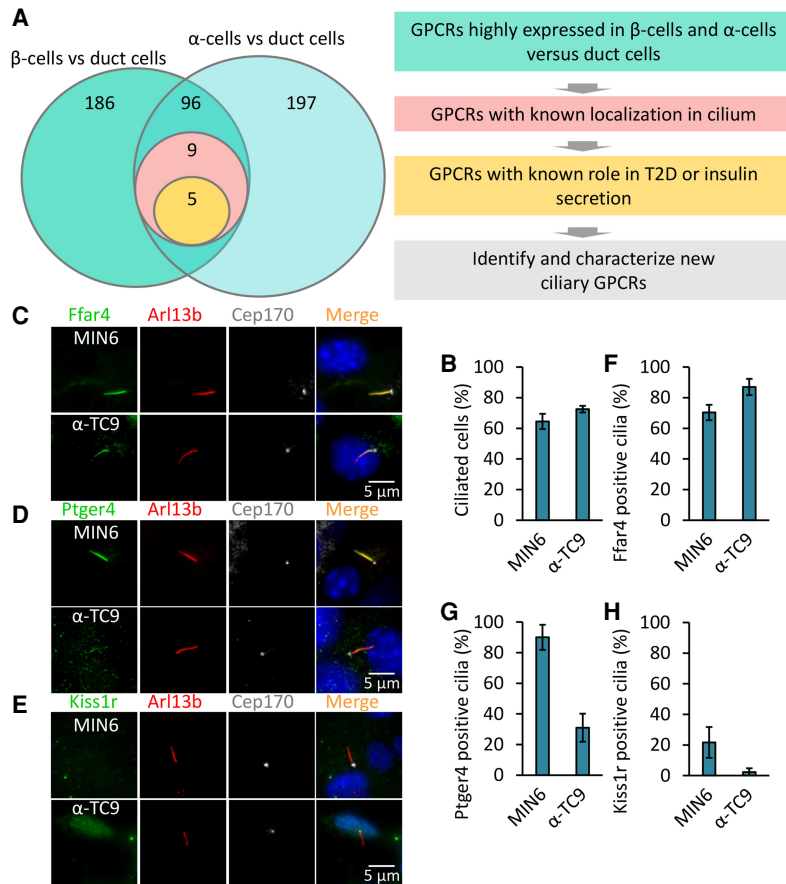 A
β-cells vs duct cells
α-cells vs duct cells
186
96
197
9
5
GPCRs highly expressed in β-cells and α-cells
versus duct cells
GPCRs with known localization in cilium
GPCRs with known role in T2D or insulin
secretion
Identify and characterize new
ciliary GPCRs
C
Ffar4 Arl13b Cep170 Merge
MIN6
α-TC9
5 µm
D
Ptger4 Arl13b Cep170 Merge
MIN6
α-TC9
5 µm
E
Kiss1r Arl13b Cep170 Merge
MIN6
α-TC9
5 µm
B
Ciliated cells (%)
100
80
60
40
20
0
MIN6
α-TC9
F
Ffar4 positive cilia (%)
100
80
60
40
20
0
MIN6
α-TC9
G
Ptger4 positive cilia (%)
100
80
60
40
20
0
MIN6
α-TC9
H
Kiss1r positive cilia (%)
100
80
60
40
20
0
MIN6
α-TC9